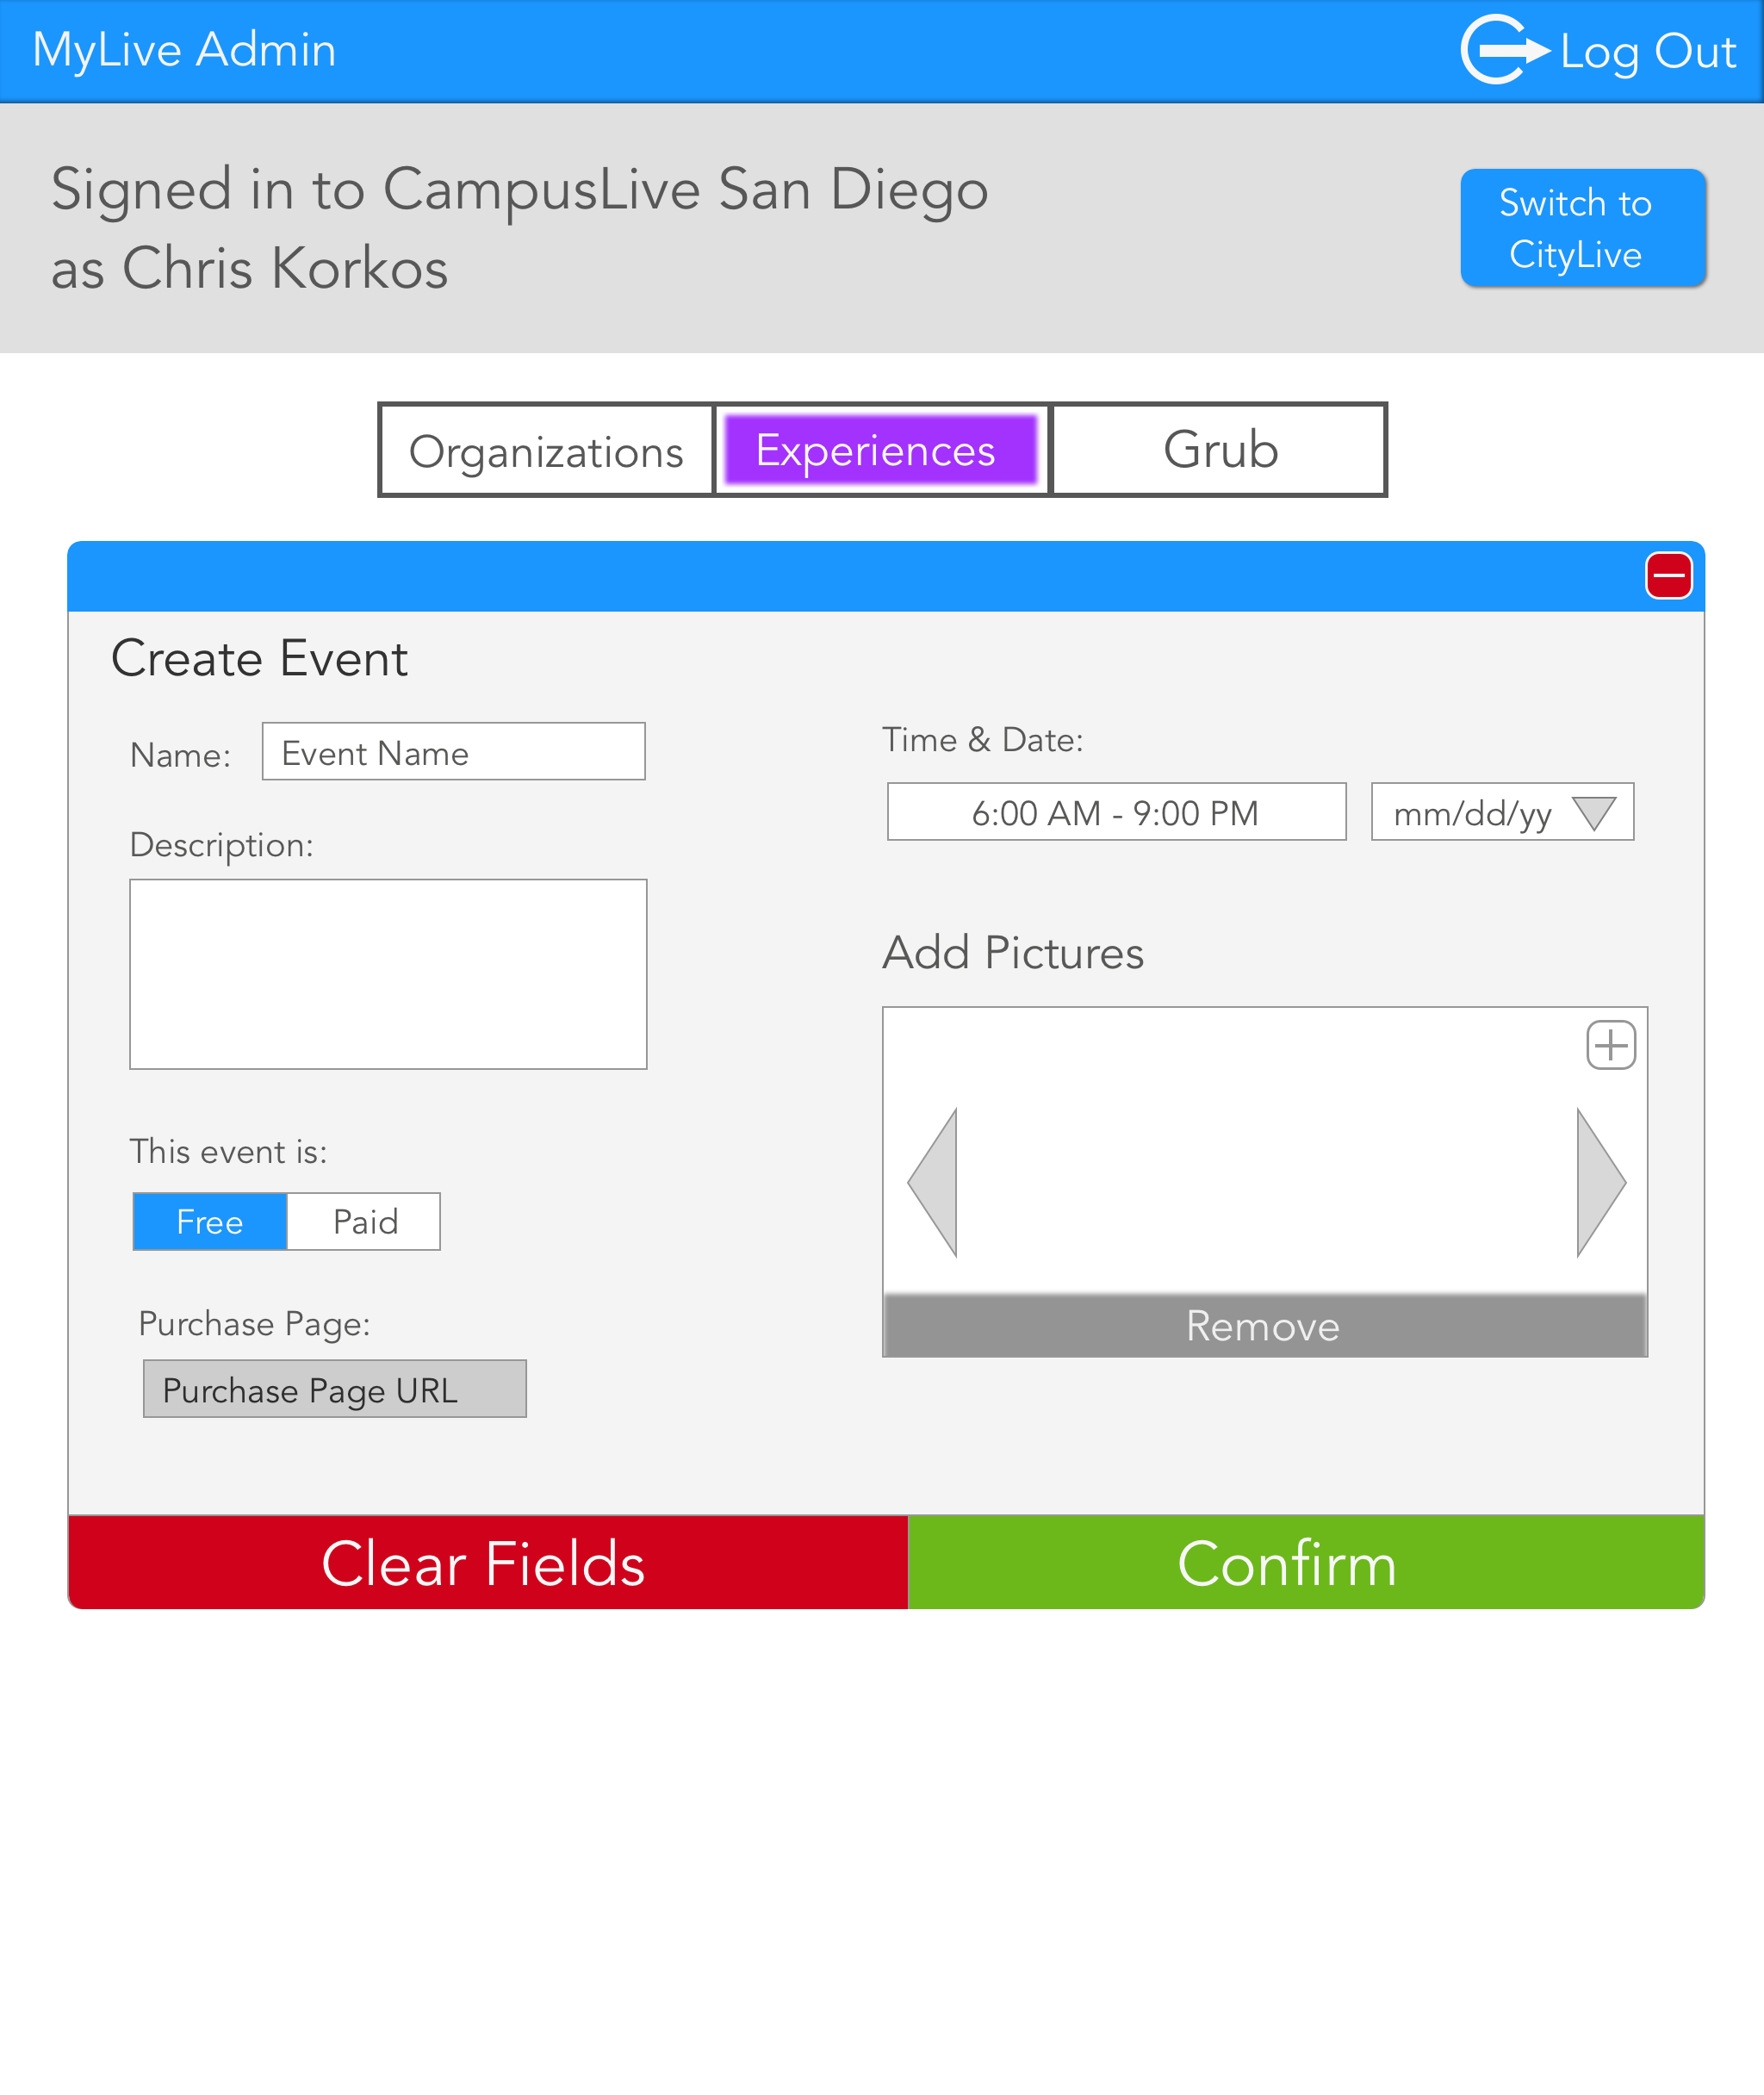 MyLive Admin
Log Out
Signed in to CampusLive San Diego
as Chris Korkos
Switch to
CityLive
Organizations
Experiences
Grub
Create Event
Name:
Event Name
Description:
This event is:
Free
Paid
Purchase Page:
Purchase Page URL
Time & Date:
6:00 AM - 9:00 PM
mm/dd/yy
Add Pictures
Remove
Clear Fields
Confirm